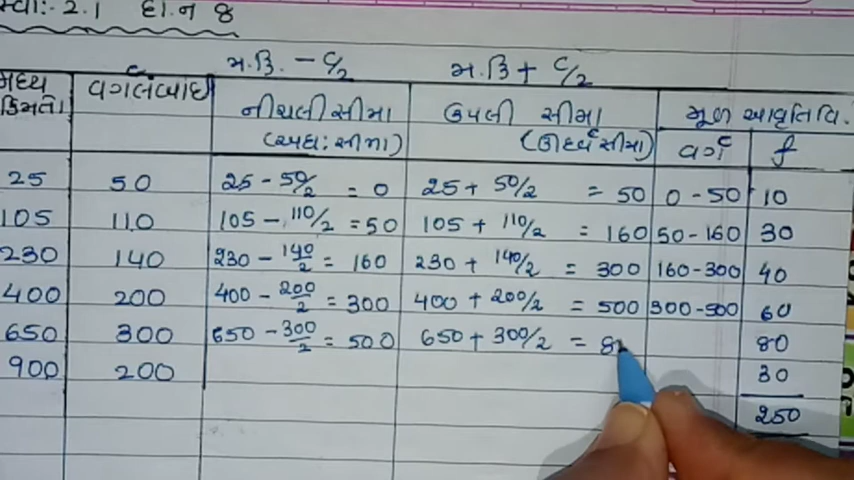 સ્વા:- 2.1 દા.ન 8
મ.કિ. - c/2 મ.કિ + c/2
મધ્ય કિંમતો વર્ગલંબાઈ નીચલી સીમા ઉપલી સીમા મૂળ આવૃતિવિ.
(અધ: સીમા) (ઊર્ધ્વ સીમા) વર્ગ f
25 50 25 - 50/2 = 0 25 + 50/2 = 50 0 - 50 10
105 110 105 - 110/2 = 50 105 + 110/2 = 160 50 - 160 30
230 140 230 - 140/2 = 160 230 + 140/2 = 300 160-300 40
400 200 400 - 200/2 = 300 400 + 200/2 = 500 300-500 60
650 300 650 - 300/2 = 500 650 + 300/2 = 8 80
900 200 30
250